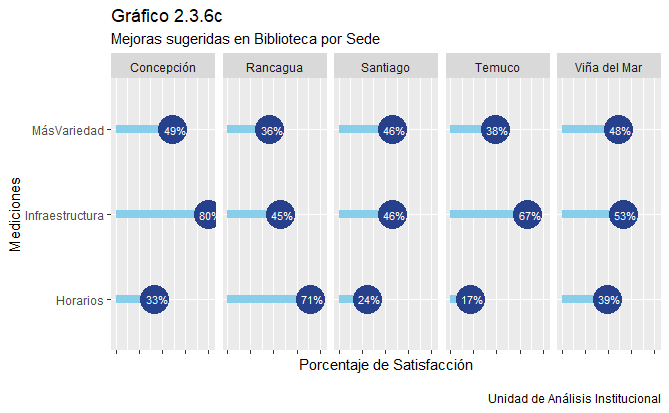 Gráfico 2.3.6c
Mejoras sugeridas en Biblioteca por Sede
Concepción Rancagua Santiago Temuco Viña del Mar
MásVariedad 49% 36% 46% 38% 48%
Infraestructura 80% 45% 46% 67% 53%
Horarios 33% 71% 24% 17% 39%
Mediciones
Porcentaje de Satisfacción
Unidad de Análisis Institucional